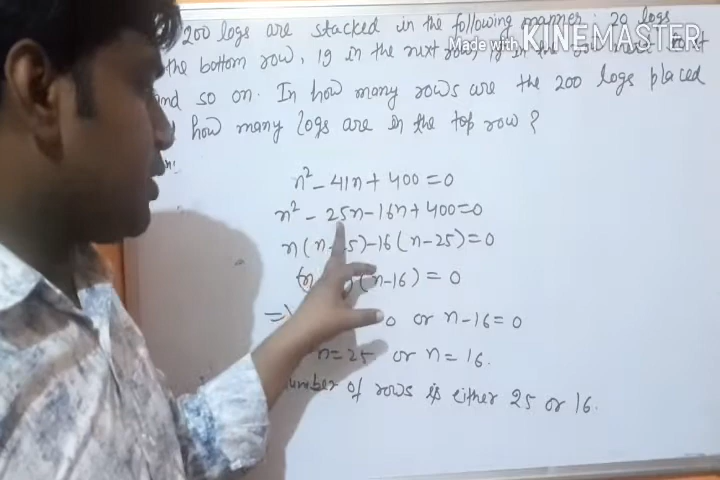 200 logs are stacked in the following manner: 20 logs
the bottom row, 19 in the next row,
Made with KINEMASTER
and so on. In how many rows are the 200 logs placed
how many logs are in the top row?
n² - 41n + 400 = 0
n² - 25n - 16n + 400 = 0
n(n - 25) - 16(n - 25) = 0
(n - 16) = 0
=> 0 or n - 16 = 0
n = 25 or n = 16.
number of rows is either 25 or 16.